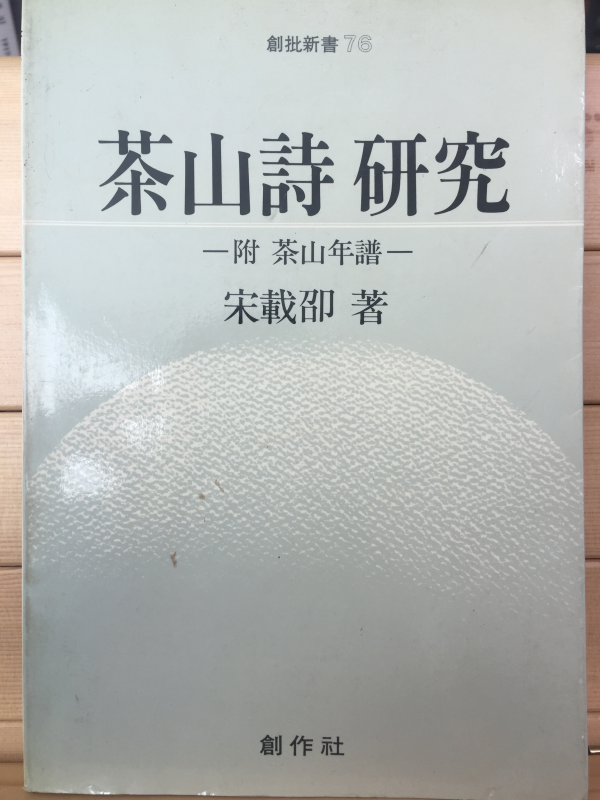 創批新書 76
茶山詩 研究
─附 茶山年譜─
宋載卲 著
創作社